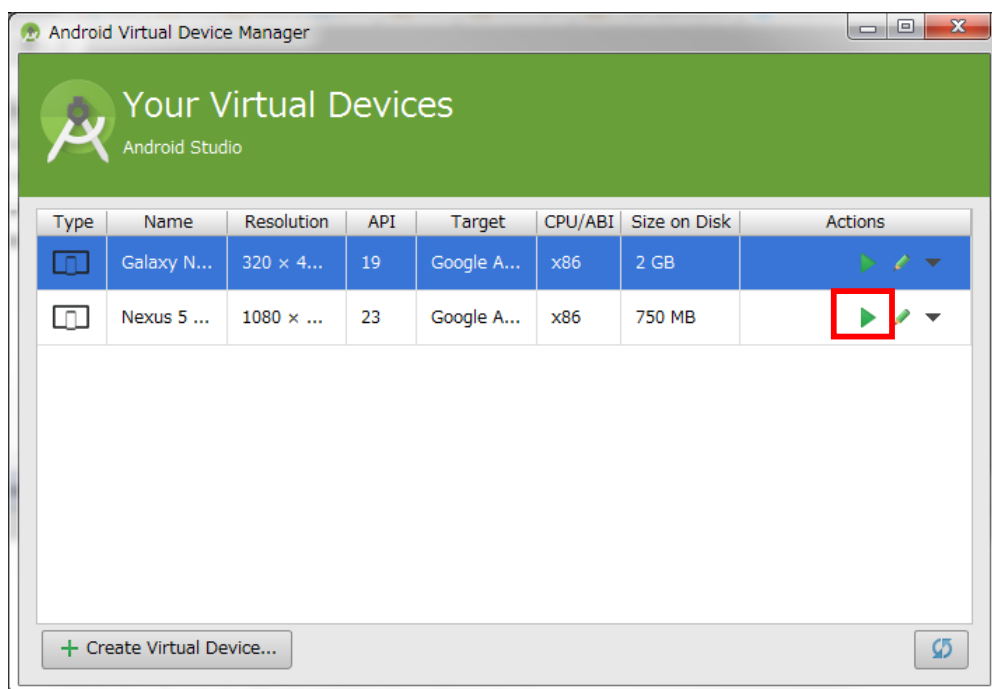 Android Virtual Device Manager
Your Virtual Devices
Android Studio
Type Name Resolution API Target CPU/ABI Size on Disk Actions
Galaxy N... 320 × 4... 19 Google A... x86 2 GB
Nexus 5 ... 1080 × ... 23 Google A... x86 750 MB
Create Virtual Device...